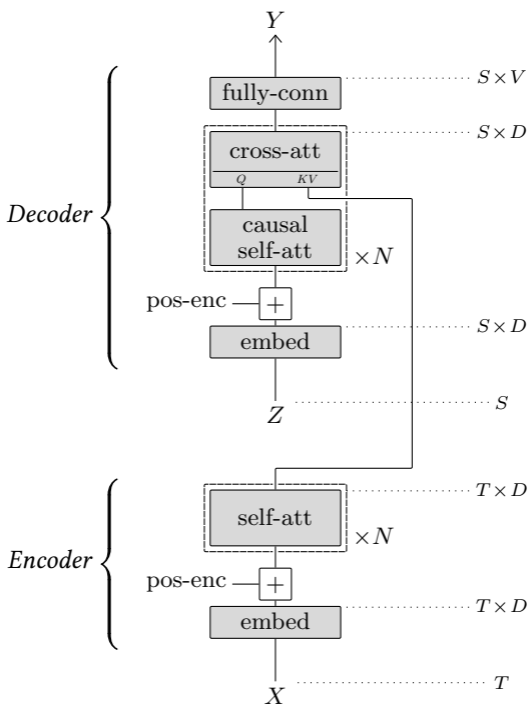 Y
fully-conn
S × V
S × D
cross-att
Q KV
Decoder
causal
self-att
× N
pos-enc
+
S × D
embed
Z
S
T × D
self-att
× N
Encoder
pos-enc
+
T × D
embed
X
T